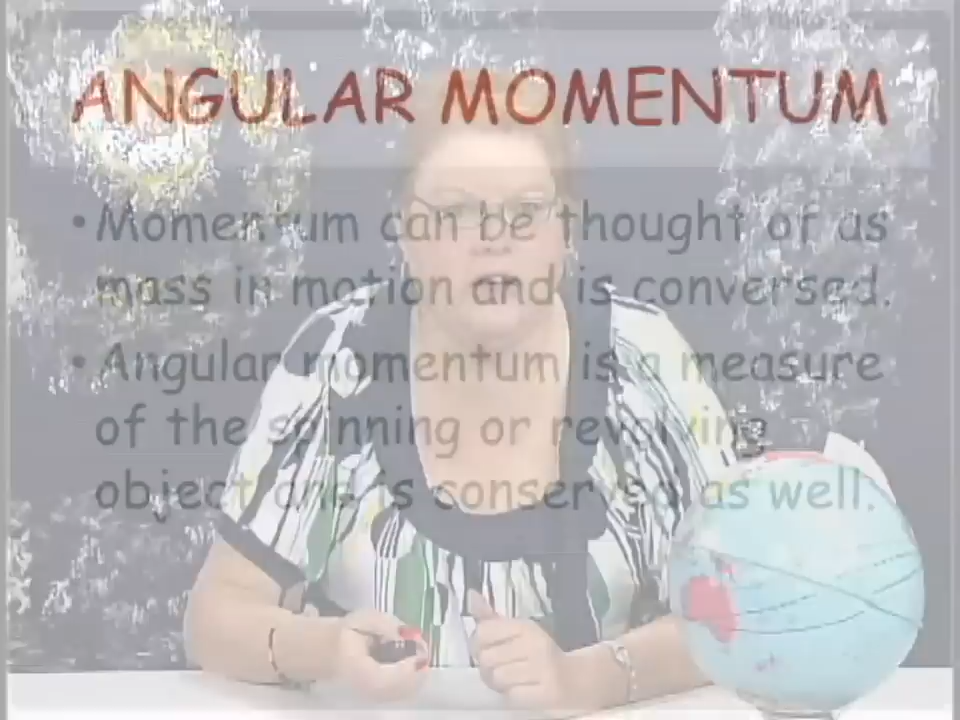 ANGULAR MOMENTUM
• Momentum can be thought of as
mass in motion and is conversed.
• Angular momentum is a measure
of the spinning or revolving
object and is conserved as well.